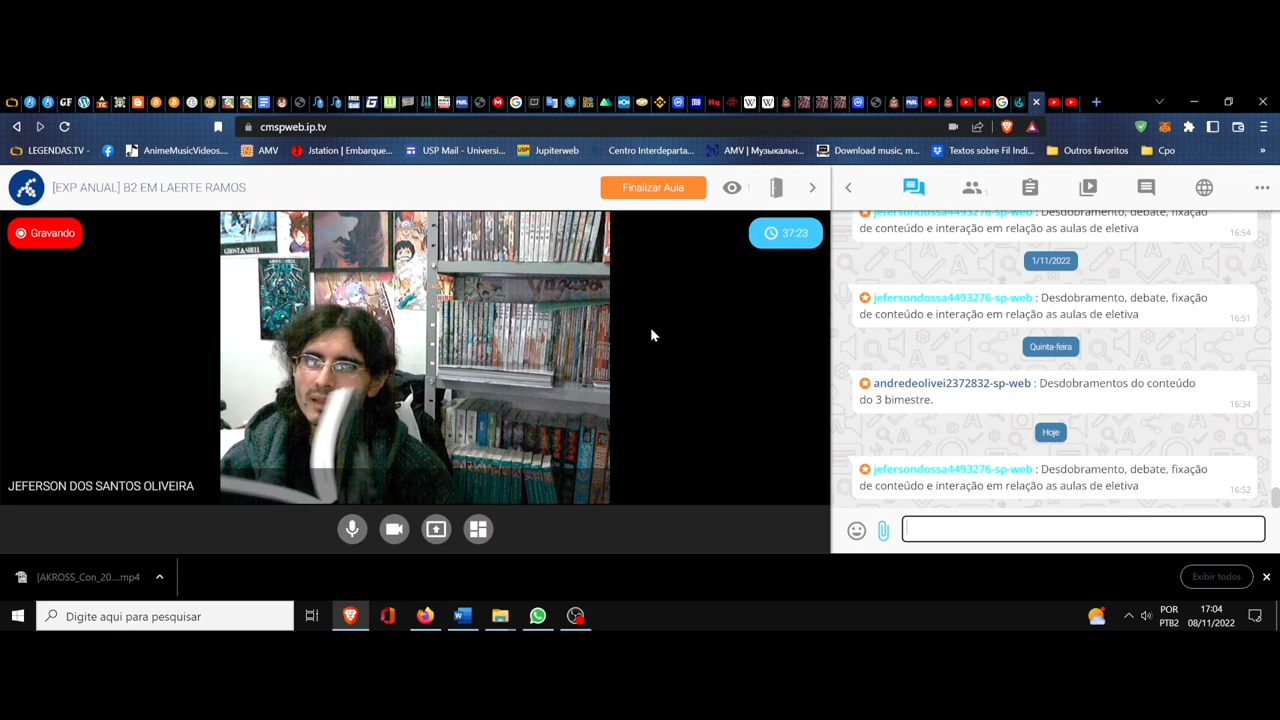 cmspweb.ip.tv
LEGENDAS.TV
AnimeMusicVideos...
AMV
Jstation | Embarque...
USP Mail - Universi...
Jupiterweb
Centro Interdeparta...
AMV | Музыкальн...
Download music, m...
Textos sobre Fil Indi...
Outros favoritos
Cpo
»
[EXP ANUAL] B2 EM LAERTE RAMOS
Finalizar Aula
1
Gravando
37:23
JEFERSON DOS SANTOS OLIVEIRA
1
jefersondossa4493276-sp-web : Desdobramento, debate, fixação
de conteúdo e interação em relação as aulas de eletiva
16:54
1/11/2022
jefersondossa4493276-sp-web : Desdobramento, debate, fixação
de conteúdo e interação em relação as aulas de eletiva
16:51
Quinta-feira
andredeolivei2372832-sp-web : Desdobramentos do conteúdo
do 3 bimestre.
16:34
Hoje
jefersondossa4493276-sp-web : Desdobramento, debate, fixação
de conteúdo e interação em relação as aulas de eletiva
16:52
[AKROSS_Con_20....mp4
Exibir todos
Digite aqui para pesquisar
POR
PTB2
17:04
08/11/2022